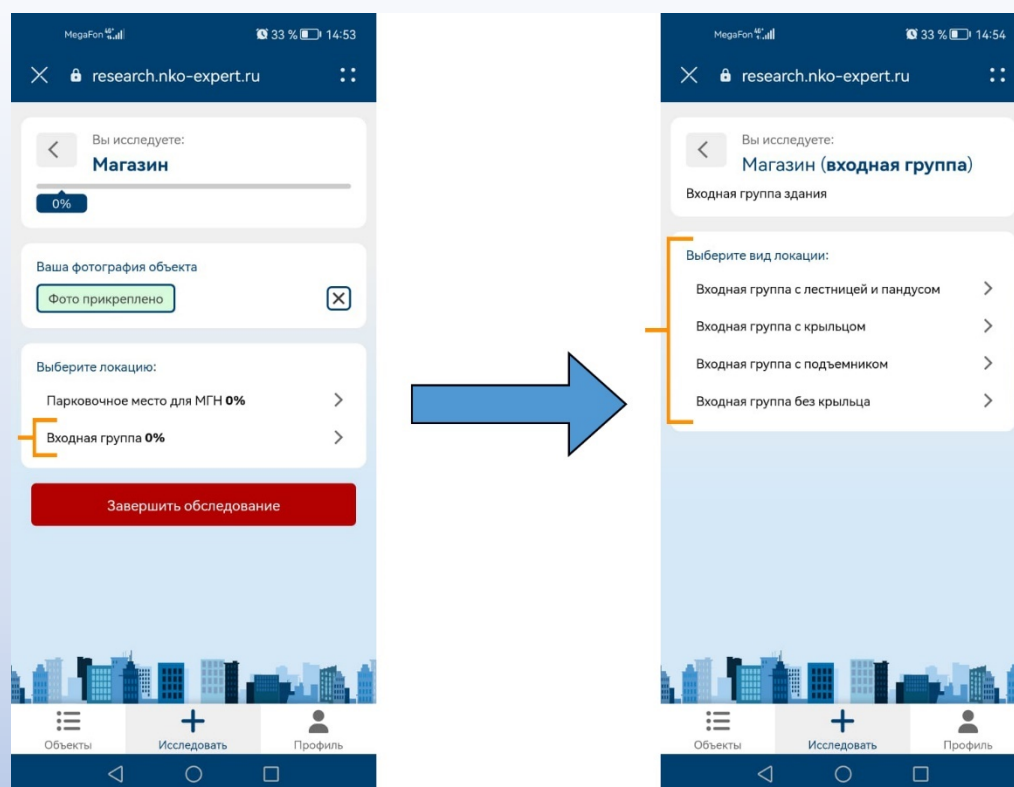 MegaFon 4G 33 % 14:53
research.nko-expert.ru
Вы исследуете:
Магазин
0%
Ваша фотография объекта
Фото прикреплено
Выберите локацию:
Парковочное место для МГН 0%
Входная группа 0%
Завершить обследование
Объекты Исследовать Профиль
MegaFon 33 % 14:54
research.nko-expert.ru
Вы исследуете:
Магазин (входная группа)
Входная группа здания
Выберите вид локации:
Входная группа с лестницей и пандусом
Входная группа с крыльцом
Входная группа с подъемником
Входная группа без крыльца
Объекты Исследовать Профиль